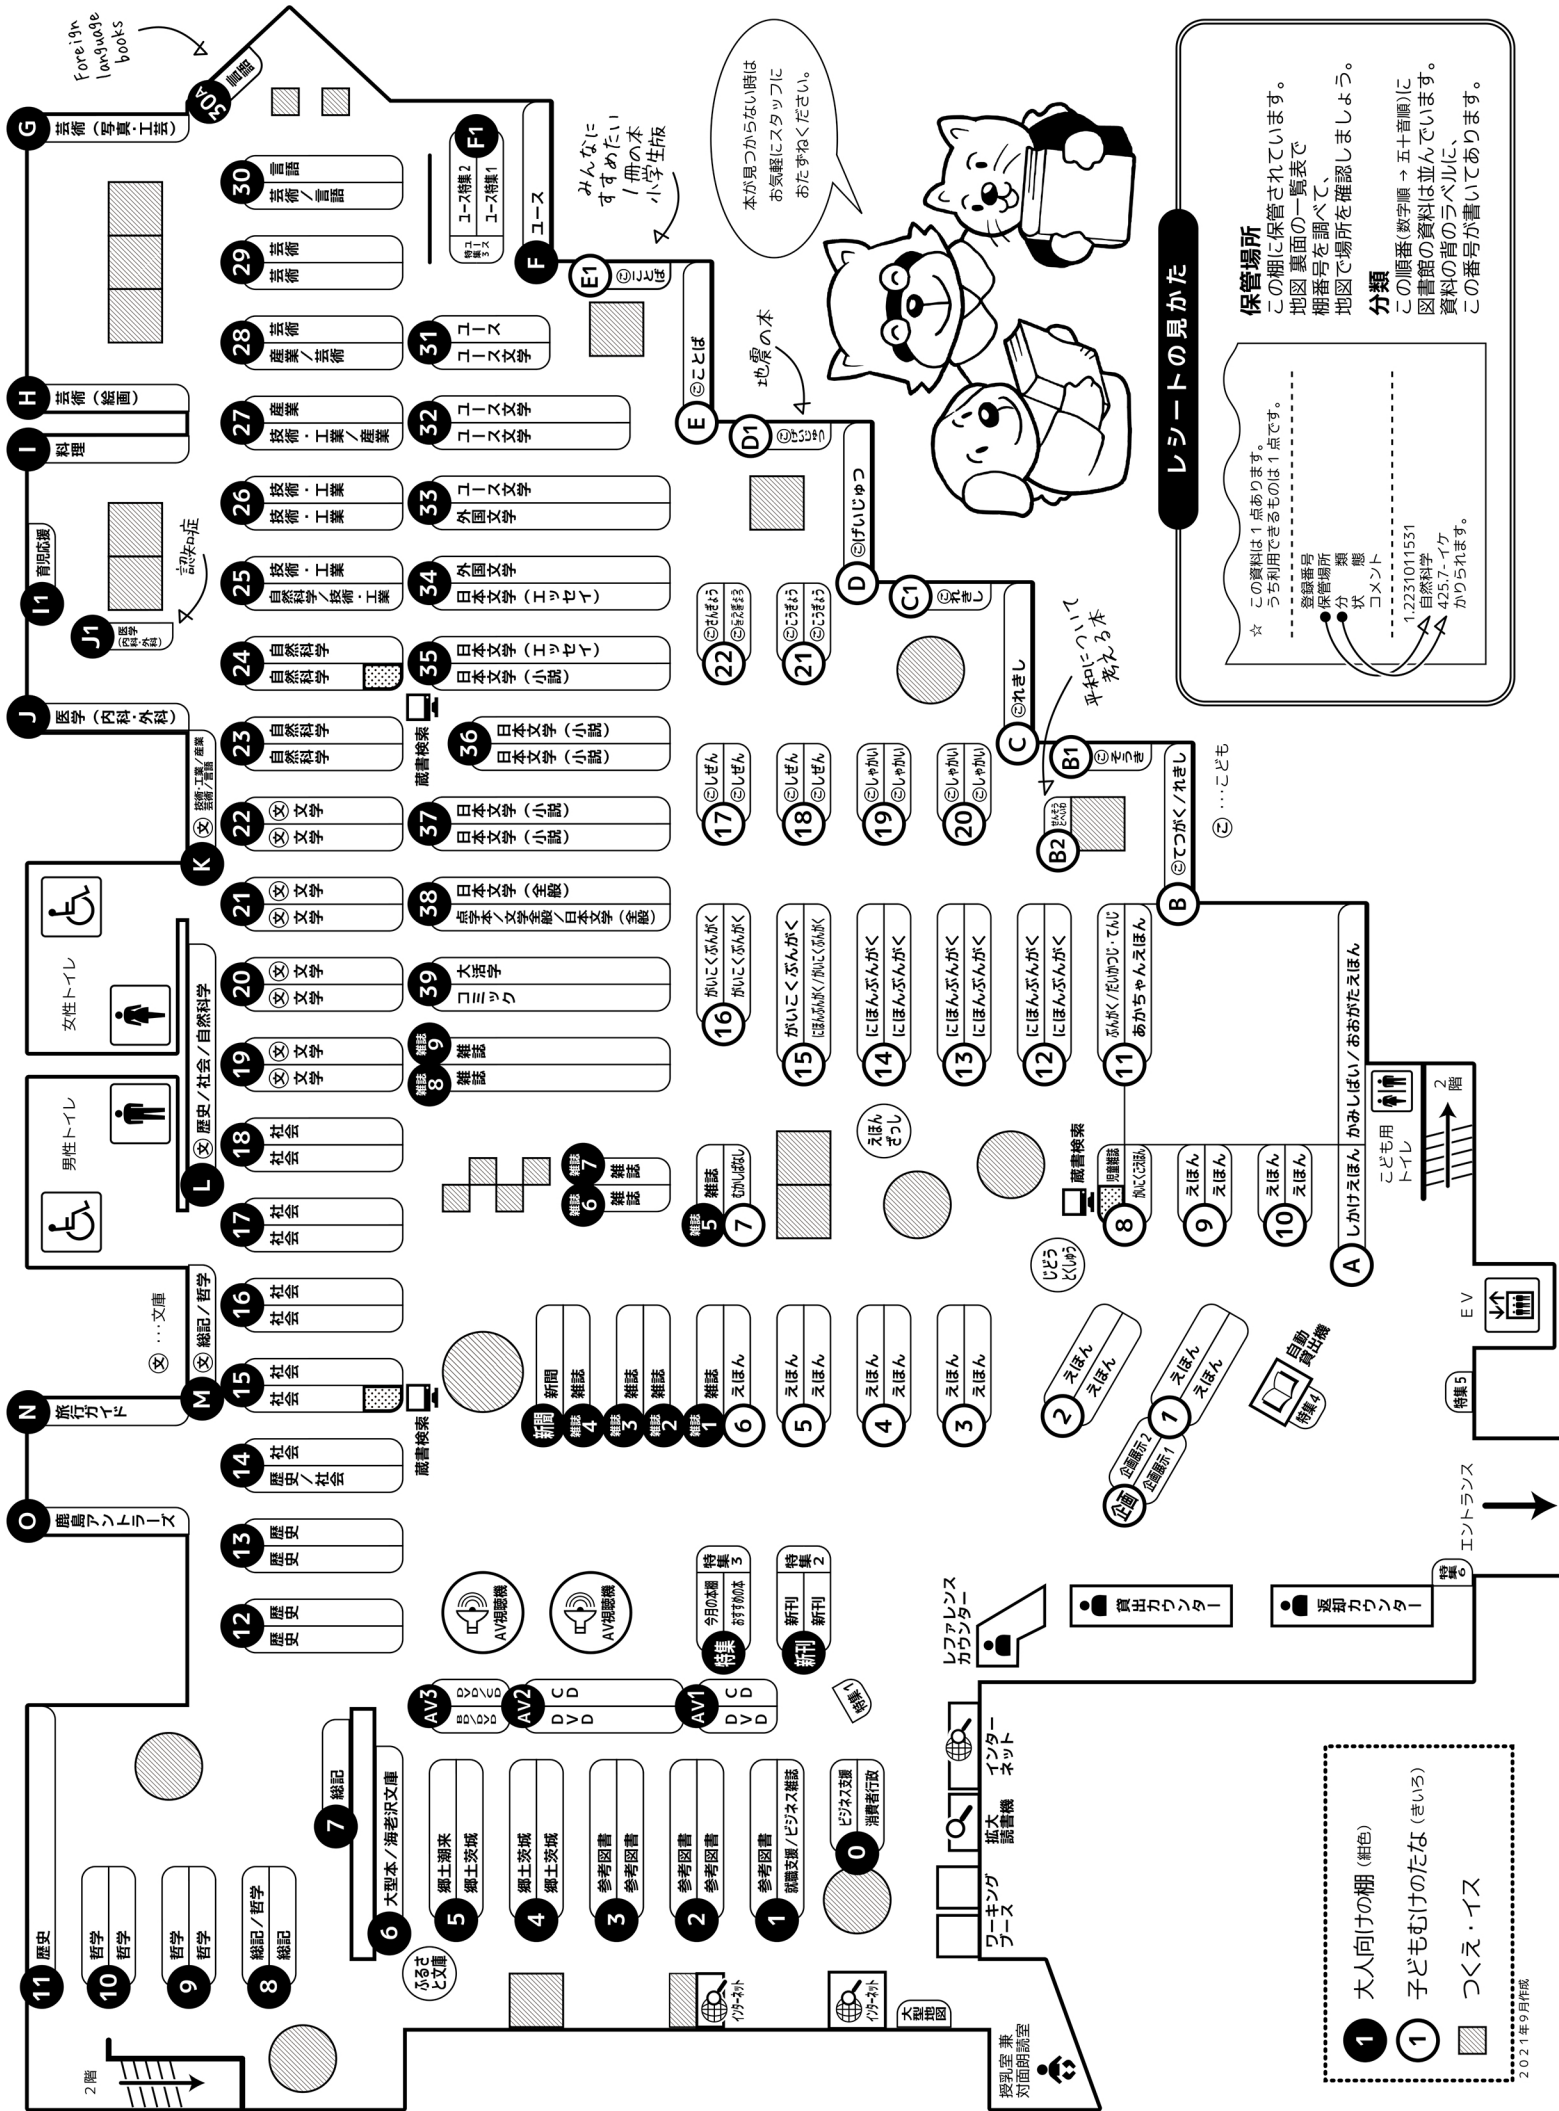 Foreign
language
books
G
芸術（写真・工芸）
30A
言語
H
芸術（絵画）
I
料理
I1
育児応援
J1
医学
（内科・外科）
認知症
J
医学（内科・外科）
K
㊛ 技術・工業／産業
芸術／言語
女性トイレ
男性トイレ
L
文 歴史／社会／自然科学
文 …文庫
M
文 総記／哲学
N
旅行ガイド
O
鹿島アントラーズ
30
言語
芸術／言語
29
芸術
芸術
28
芸術
産業／芸術
27
産業
技術・工業／産業
26
技術・工業
技術・工業
25
技術・工業
自然科学／技術・工業
24
自然科学
自然科学
23
自然科学
自然科学
22
文 文学
文 文学
21
文 文学
文 文学
20
文 文学
文 文学
19
文 文学
文 文学
18
社会
社会
17
社会
社会
16
社会
社会
15
社会
社会
14
社会
歴史／社会
13
歴史
歴史
12
歴史
歴史
F1
ユース特集2
ユース特集1
ユース
特集3
F
ユース
みんなに
すすめたい
1冊の本
小学生版
31
ユース
ユース文学
32
ユース文学
ユース文学
33
ユース文学
外国文学
34
外国文学
日本文学（エッセイ）
35
日本文学（エッセイ）
日本文学（小説）
蔵書検索
36
日本文学（小説）
日本文学（小説）
37
日本文学（小説）
日本文学（小説）
38
日本文学（全般）
点字本／文学全般／日本文学（全般）
39
大活字
コミック
雑誌9
雑誌8
雑誌
雑誌
雑誌7
雑誌6
雑誌
雑誌
雑誌5
雑誌
7
むかしばなし
蔵書検索
新聞
新聞
雑誌4
雑誌
雑誌3
雑誌
雑誌2
雑誌
雑誌1
雑誌
6
えほん
5
えほん
えほん
4
えほん
えほん
3
えほん
えほん
2
えほん
えほん
1
えほん
えほん
企画
企画展示2
企画展示1
自動
貸出機
特集4
E1
こ ことば
E
こ ことば
地震の本
D1
こ げいじゅつ
D
こ げいじゅつ
C1
こ れきし
C
こ れきし
平和について
考える本
B1
こ ぞうき
B2
せんそう
とへいわ
B
こ てつがく／れきし
こ …こども
22
こ さんぎょう
21
こ こうぎょう
こ こうぎょう
17
こ しぜん
こ しぜん
18
こ しぜん
こ しぜん
19
こ しゃかい
こ しゃかい
20
こ しゃかい
こ しゃかい
16
がいこくぶんがく
がいこくぶんがく
15
がいこくぶんがく
にほんぶんがく／がいこくぶんがく
14
にほんぶんがく
にほんぶんがく
13
にほんぶんがく
にほんぶんがく
12
にほんぶんがく
にほんぶんがく
11
ぶんがく／だいかつじ・てんじ
あかちゃんえほん
えほん
ざっし
蔵書検索
8
児童雑誌
がいこくごえほん
9
えほん
えほん
10
えほん
えほん
じどう
とくしゅう
A
しかけえほん かみしばい／おおがたえほん
こども用
トイレ
2階
EV
特集5
エントランス
特集6
返却カウンター
貸出カウンター
レファレンス
カウンター
AV視聴機
AV視聴機
特集
今月の本棚
おすすめの本
特集3
新刊
新刊
新刊
特集2
特集1
AV3
DVD/CD
BD/DVD
AV2
CD
DVD
AV1
CD
DVD
11
歴史
10
哲学
哲学
9
哲学
哲学
8
総記／哲学
総記
7
総記
6
大型本／海老沢文庫
ふるさ
と文庫
5
郷土潮来
郷土茨城
4
郷土茨城
郷土茨城
3
参考図書
参考図書
2
参考図書
参考図書
1
参考図書
就職支援／ビジネス雑誌
0
ビジネス支援
消費者行政
インター
ネット
拡大
読書機
ワーキング
ブース
インターネット
インターネット
大型地図
授乳室 兼
対面朗読室
2階
本が見つからない時は
お気軽にスタッフに
おたずねください。
レシートの見かた
☆ この資料は1点あります。
うち利用できるものは1点です。
登録番号
保管場所
分　類
状　態
コメント
1:2231011531
自然科学
425.7-イケ
かりられます。
保管場所
この棚に保管されています。
地図 裏面の一覧表で
棚番号を調べて、
地図で場所を確認しましょう。
分類
この順番（数字順 → 五十音順）に
図書館の資料は並んでいます。
資料の背のラベルに、
この番号が書いてあります。
1
大人向けの棚（紺色）
1
子どもむけのたな（きいろ）
つくえ・イス
2021年9月作成